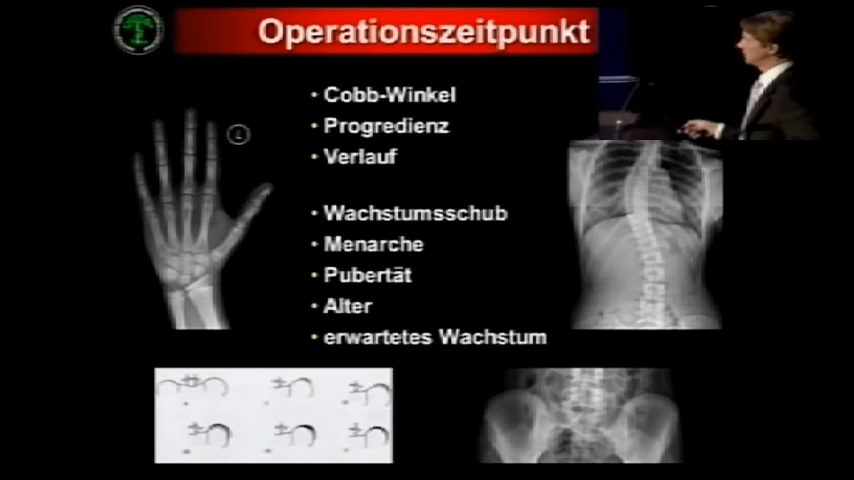 Operationszeitpunkt
• Cobb-Winkel
• Progredienz
• Verlauf
• Wachstumsschub
• Menarche
• Pubertät
• Alter
• erwartetes Wachstum
L